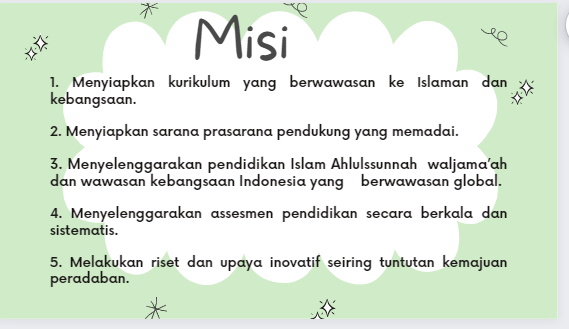 Misi
1. Menyiapkan kurikulum yang berwawasan ke Islaman dan
kebangsaan.
2. Menyiapkan sarana prasarana pendukung yang memadai.
3. Menyelenggarakan pendidikan Islam Ahlulssunnah waljama'ah
dan wawasan kebangsaan Indonesia yang berwawasan global.
4. Menyelenggarakan assesmen pendidikan secara berkala dan
sistematis.
5. Melakukan riset dan upaya inovatif seiring tuntutan kemajuan
peradaban.